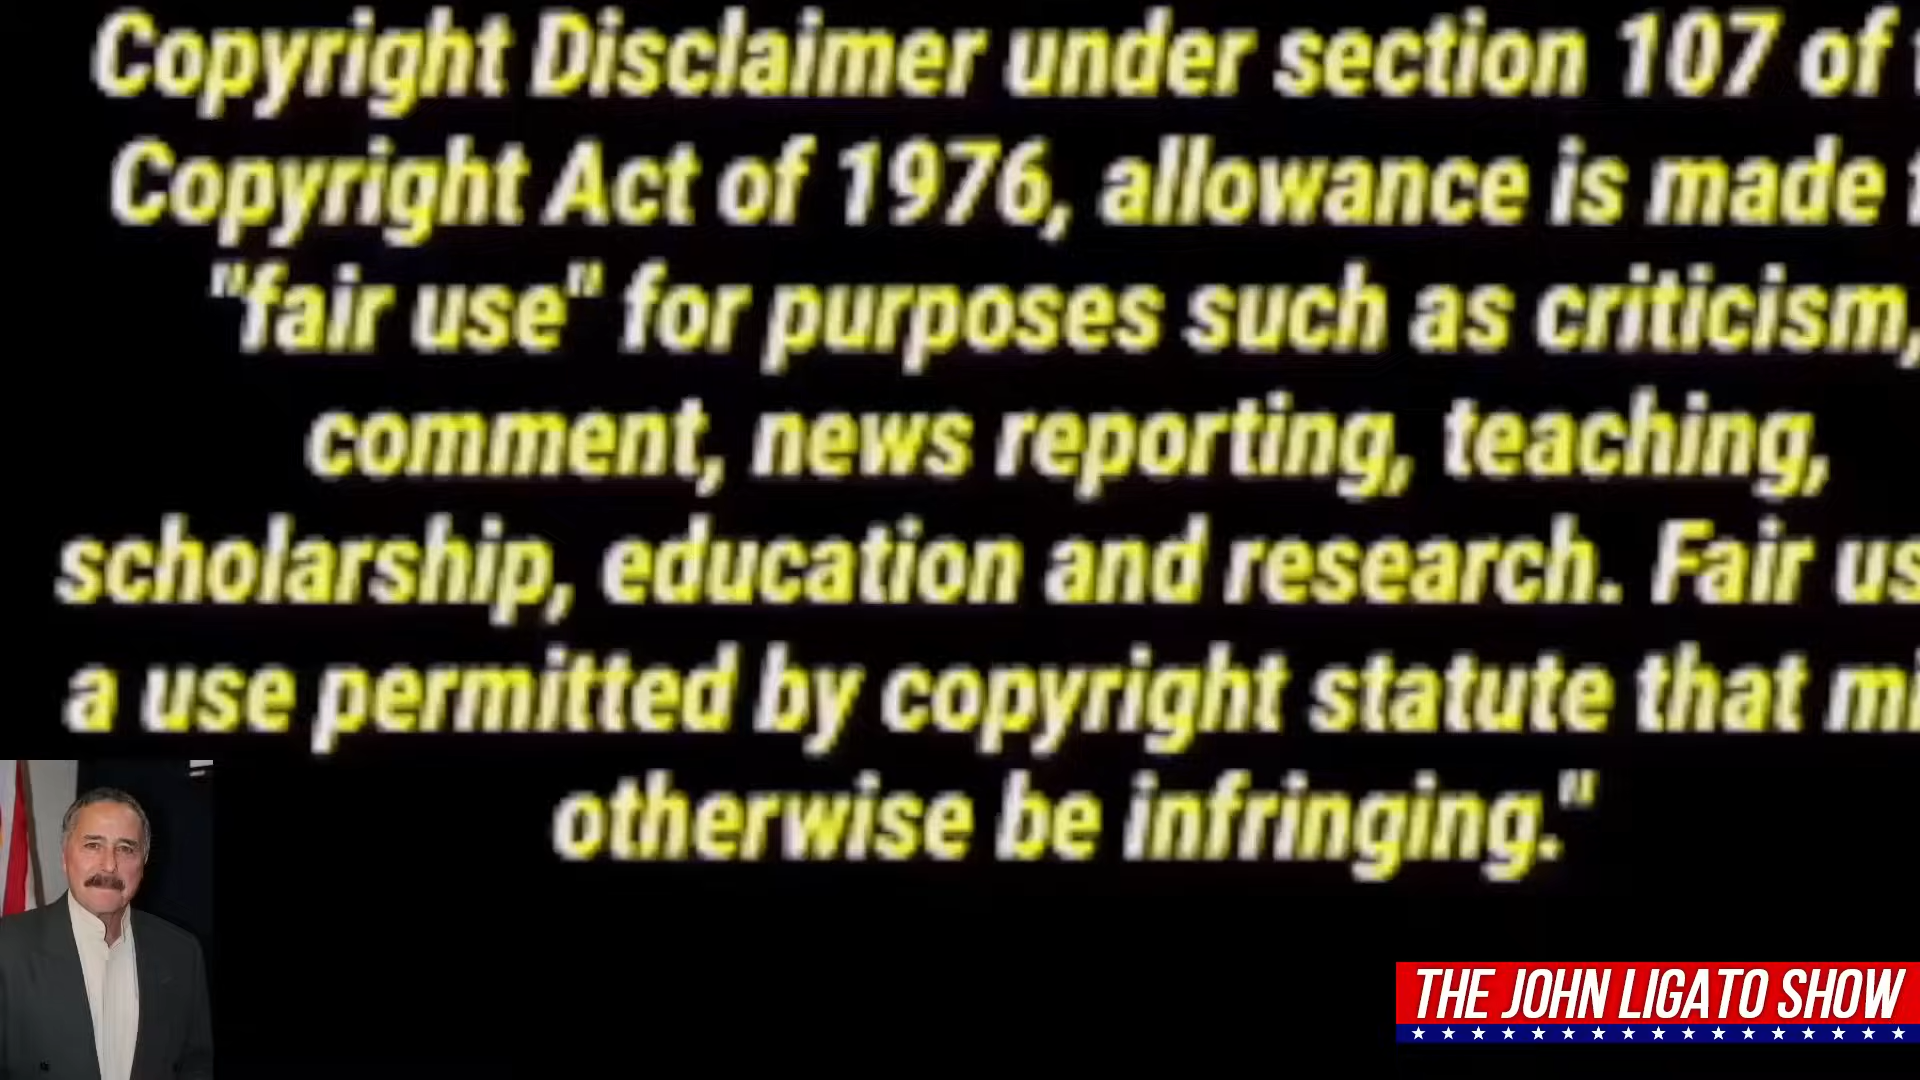 Copyright Disclaimer under section 107 of
Copyright Act of 1976, allowance is made
"fair use" for purposes such as criticism,
comment, news reporting, teaching,
scholarship, education and research. Fair us
a use permitted by copyright statute that mi
otherwise be infringing."
THE JOHN LIGATO SHOW